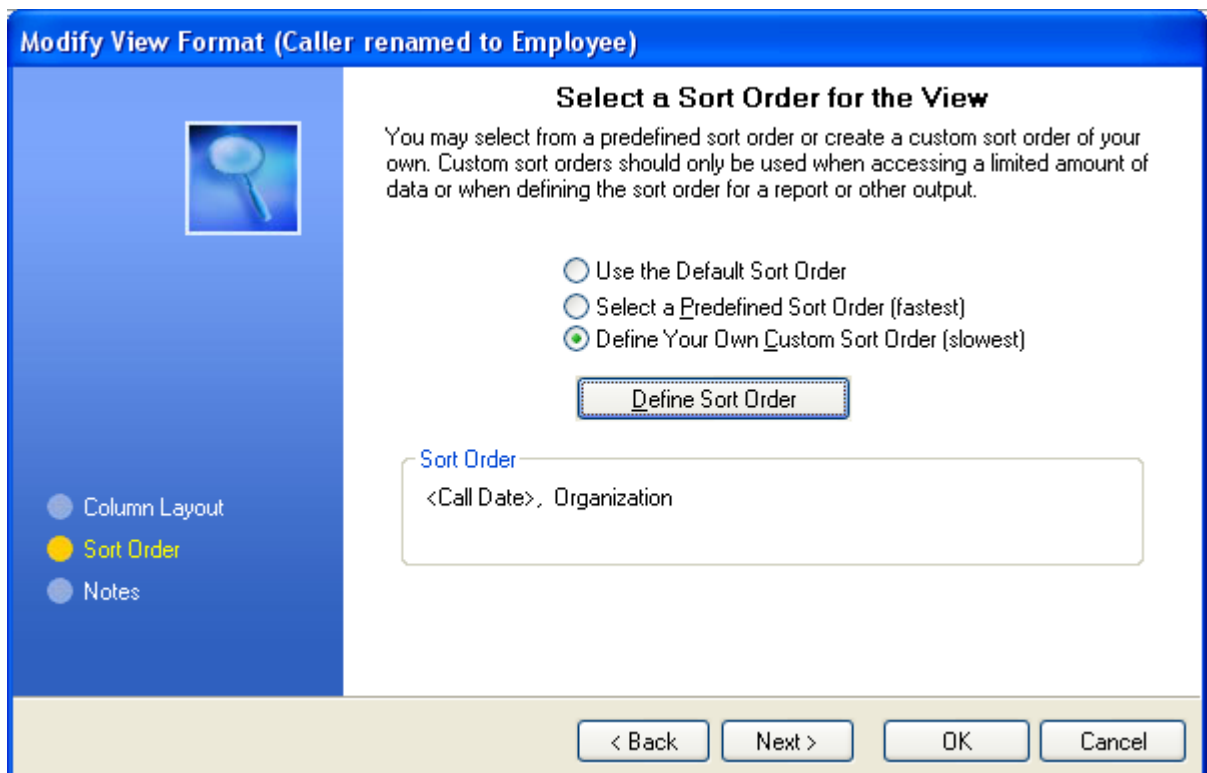 Modify View Format (Caller renamed to Employee)
Select a Sort Order for the View
You may select from a predefined sort order or create a custom sort order of your
own. Custom sort orders should only be used when accessing a limited amount of
data or when defining the sort order for a report or other output.
Use the Default Sort Order
Select a Predefined Sort Order (fastest)
Define Your Own Custom Sort Order (slowest)
Define Sort Order
Sort Order
<Call Date>, Organization
Column Layout
Sort Order
Notes
< Back
Next >
OK
Cancel